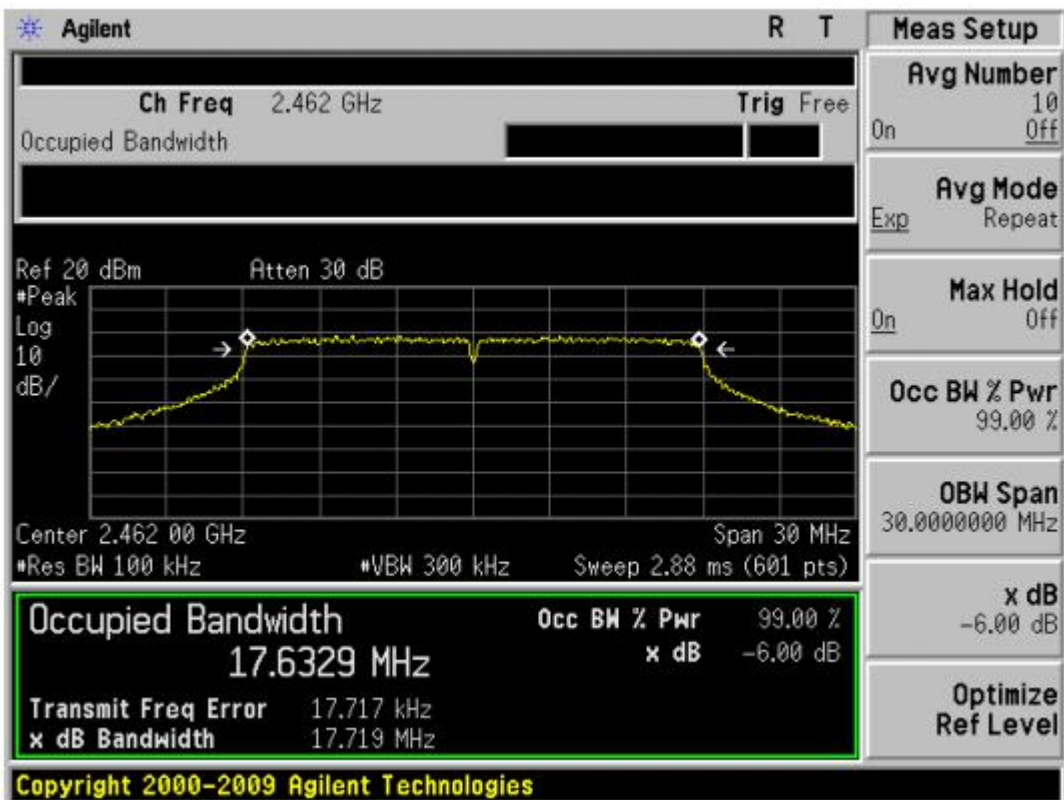 Agilent R T
Ch Freq 2.462 GHz Trig Free
Occupied Bandwidth
Ref 20 dBm Atten 30 dB
#Peak
Log
10
dB/
Center 2.462 00 GHz Span 30 MHz
#Res BW 100 kHz #VBW 300 kHz Sweep 2.88 ms (601 pts)
Occupied Bandwidth Occ BW % Pwr 99.00 %
17.6329 MHz x dB -6.00 dB
Transmit Freq Error 17.717 kHz
x dB Bandwidth 17.719 MHz
Copyright 2000-2009 Agilent Technologies
Meas Setup
Avg Number
10
On Off
Avg Mode
Exp Repeat
Max Hold
On Off
Occ BW % Pwr
99.00 %
OBW Span
30.0000000 MHz
x dB
-6.00 dB
Optimize
Ref Level